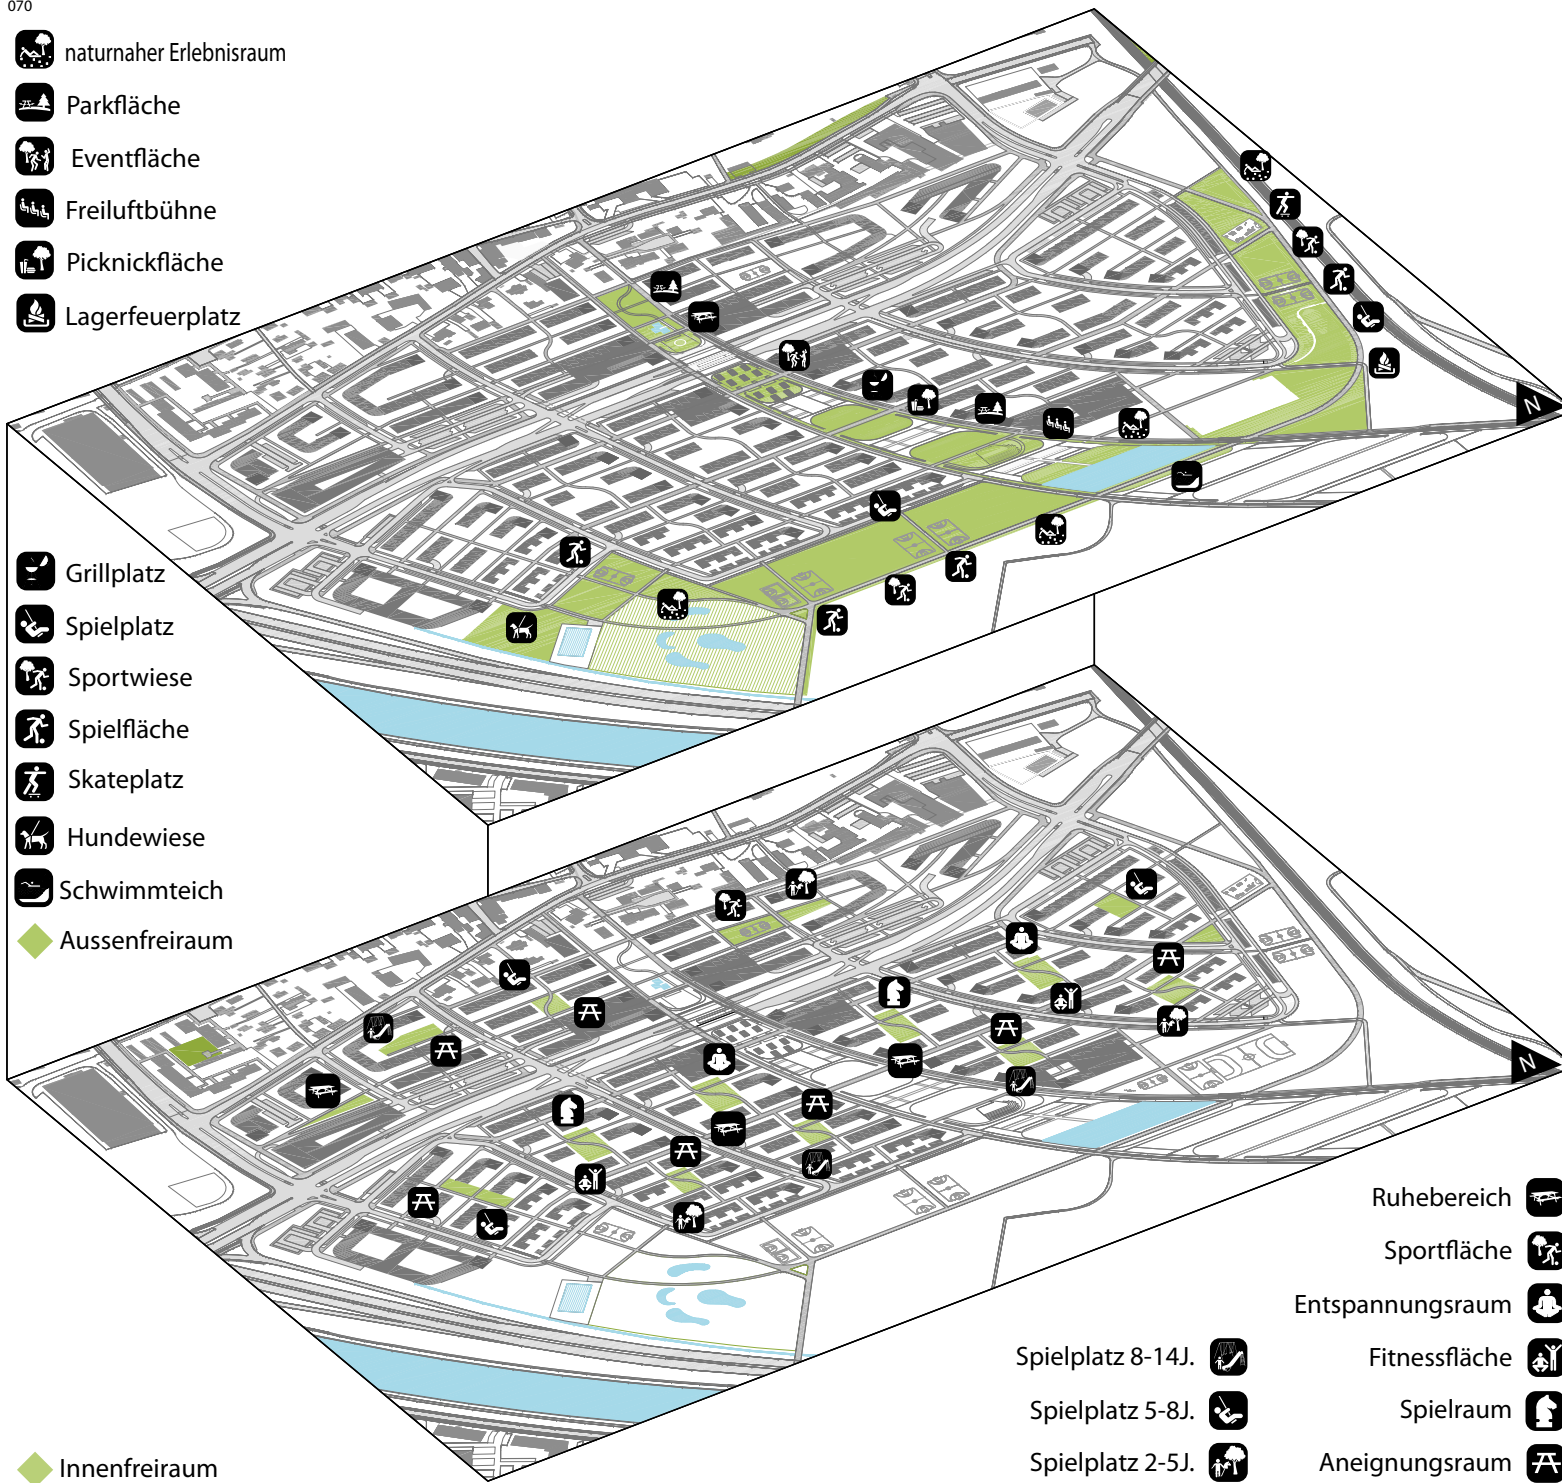 070
naturnaher Erlebnisraum
Parkfläche
Eventfläche
Freiluftbühne
Picknickfläche
Lagerfeuerplatz
N
Grillplatz
Spielplatz
Sportwiese
Spielfläche
Skateplatz
Hundewiese
Schwimmteich
Aussenfreiraum
N
Ruhebereich
Sportfläche
Entspannungsraum
Spielplatz 8-14J.
Fitnessfläche
Spielplatz 5-8J.
Spielraum
Spielplatz 2-5J.
Aneignungsraum
Innenfreiraum